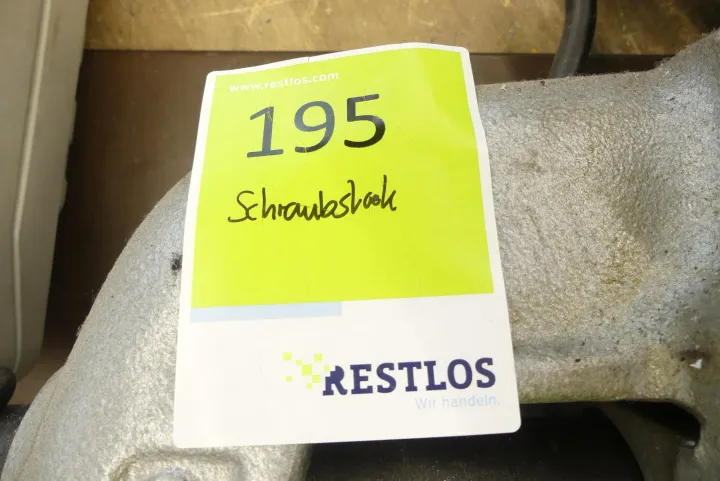 www.restlos.com
195
Schraubstock
RESTLOS
Wir handeln.